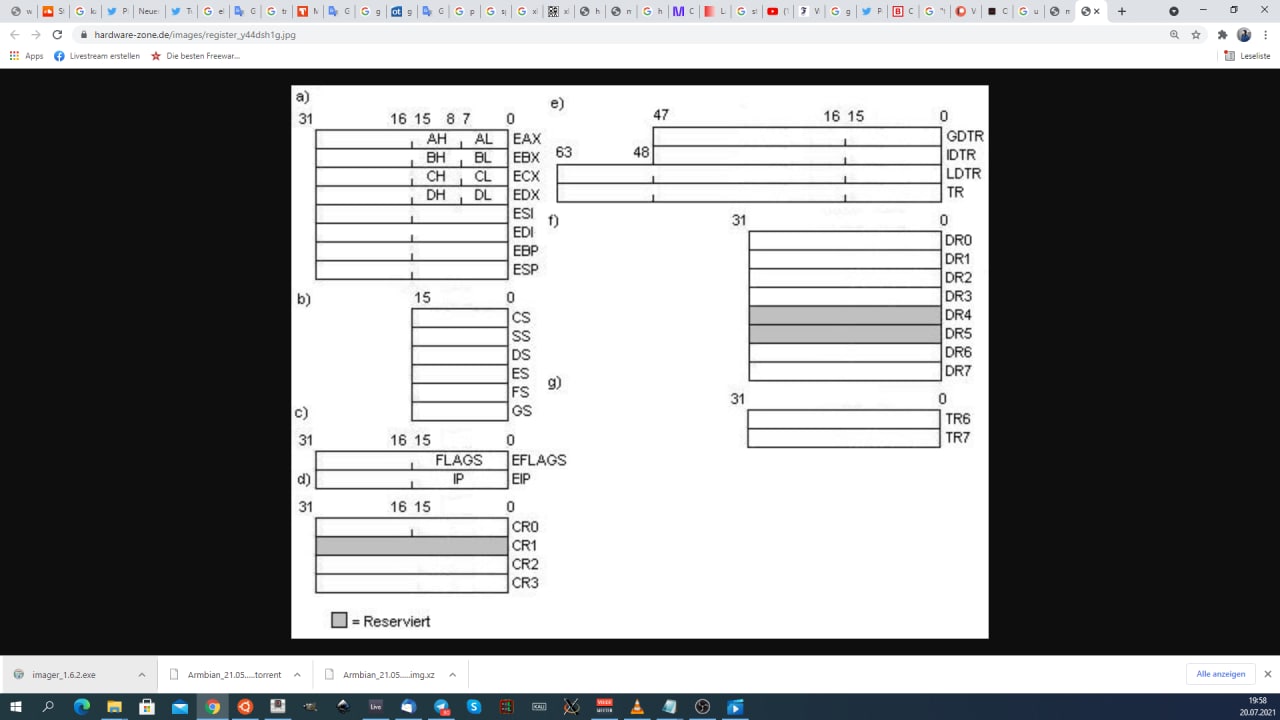 hardware-zone.de/images/register_y44dsh1g.jpg
Apps Livestream erstellen Die besten Freewar... Leseliste
a)
31 16 15 8 7 0
AH AL EAX
BH BL EBX
CH CL ECX
DH DL EDX
ESI
EDI
EBP
ESP
b)
15 0
CS
SS
DS
ES
FS
GS
c)
31 16 15 0
FLAGS EFLAGS
d) IP EIP
31 16 15 0
CR0
CR1
CR2
CR3
= Reserviert
e)
47 16 15 0
GDTR
63 48 IDTR
LDTR
TR
f)
31 0
DR0
DR1
DR2
DR3
DR4
DR5
DR6
DR7
g)
31 0
TR6
TR7
imager_1.6.2.exe Armbian_21.05.....torrent Armbian_21.05.....img.xz Alle anzeigen
19:58
20.07.2021